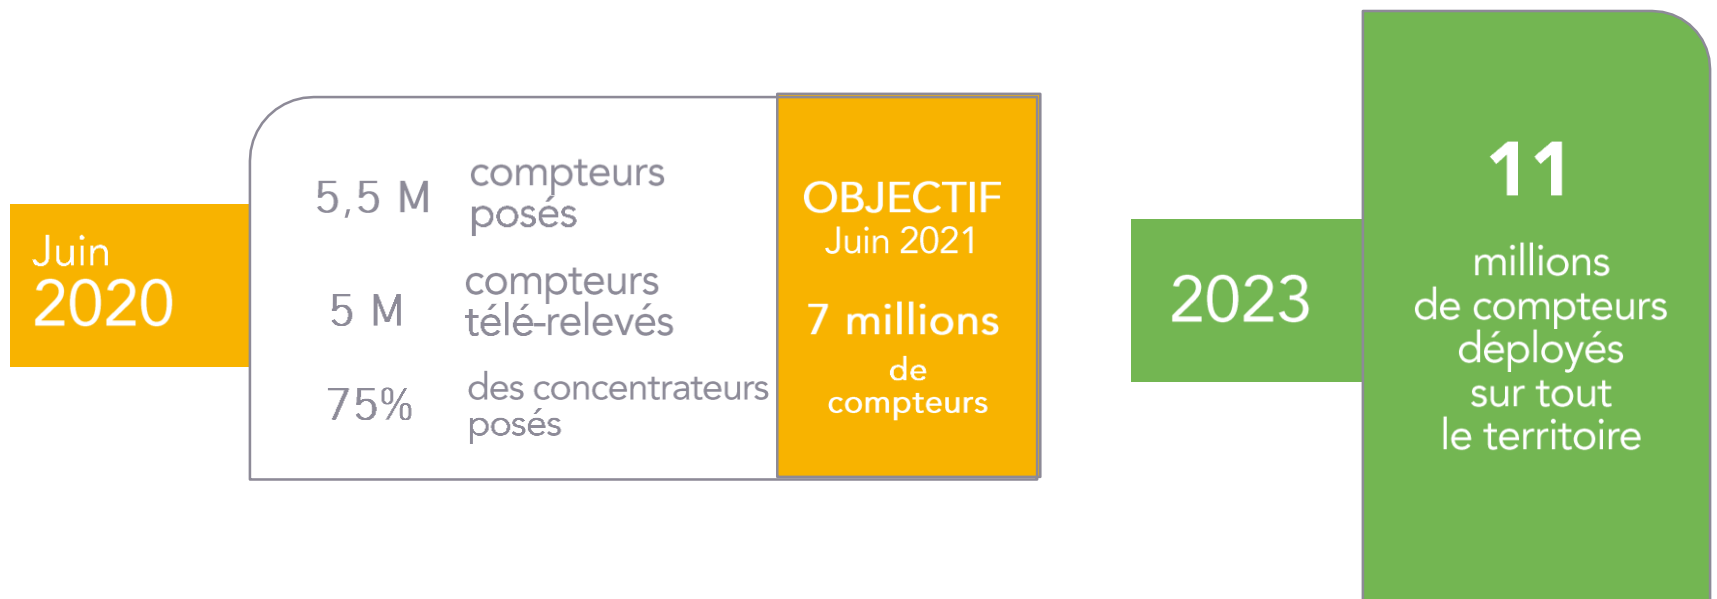 Juin
2020
5,5 M
compteurs
posés
5 M
compteurs
télé-relevés
75%
des concentrateurs
posés
OBJECTIF
Juin 2021
7 millions
de
compteurs
2023
11
millions
de compteurs
déployés
sur tout
le territoire